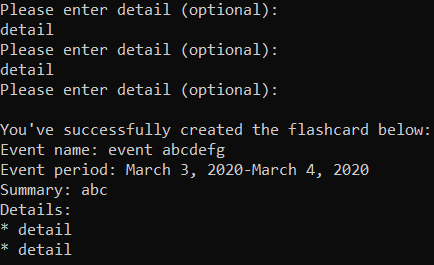 Please enter detail (optional):
detail
Please enter detail (optional):
detail
Please enter detail (optional):
You've successfully created the flashcard below:
Event name: event abcdefg
Event period: March 3, 2020-March 4, 2020
Summary: abc
Details:
* detail
* detail